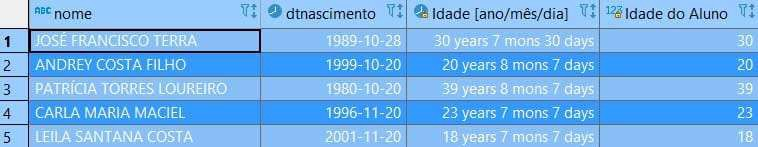 ABC nome dtnascimento Idade [ano/mês/dia] 123 Idade do Aluno
1 JOSÉ FRANCISCO TERRA 1989-10-28 30 years 7 mons 30 days 30
2 ANDREY COSTA FILHO 1999-10-20 20 years 8 mons 7 days 20
3 PATRÍCIA TORRES LOUREIRO 1980-10-20 39 years 8 mons 7 days 39
4 CARLA MARIA MACIEL 1996-11-20 23 years 7 mons 7 days 23
5 LEILA SANTANA COSTA 2001-11-20 18 years 7 mons 7 days 18